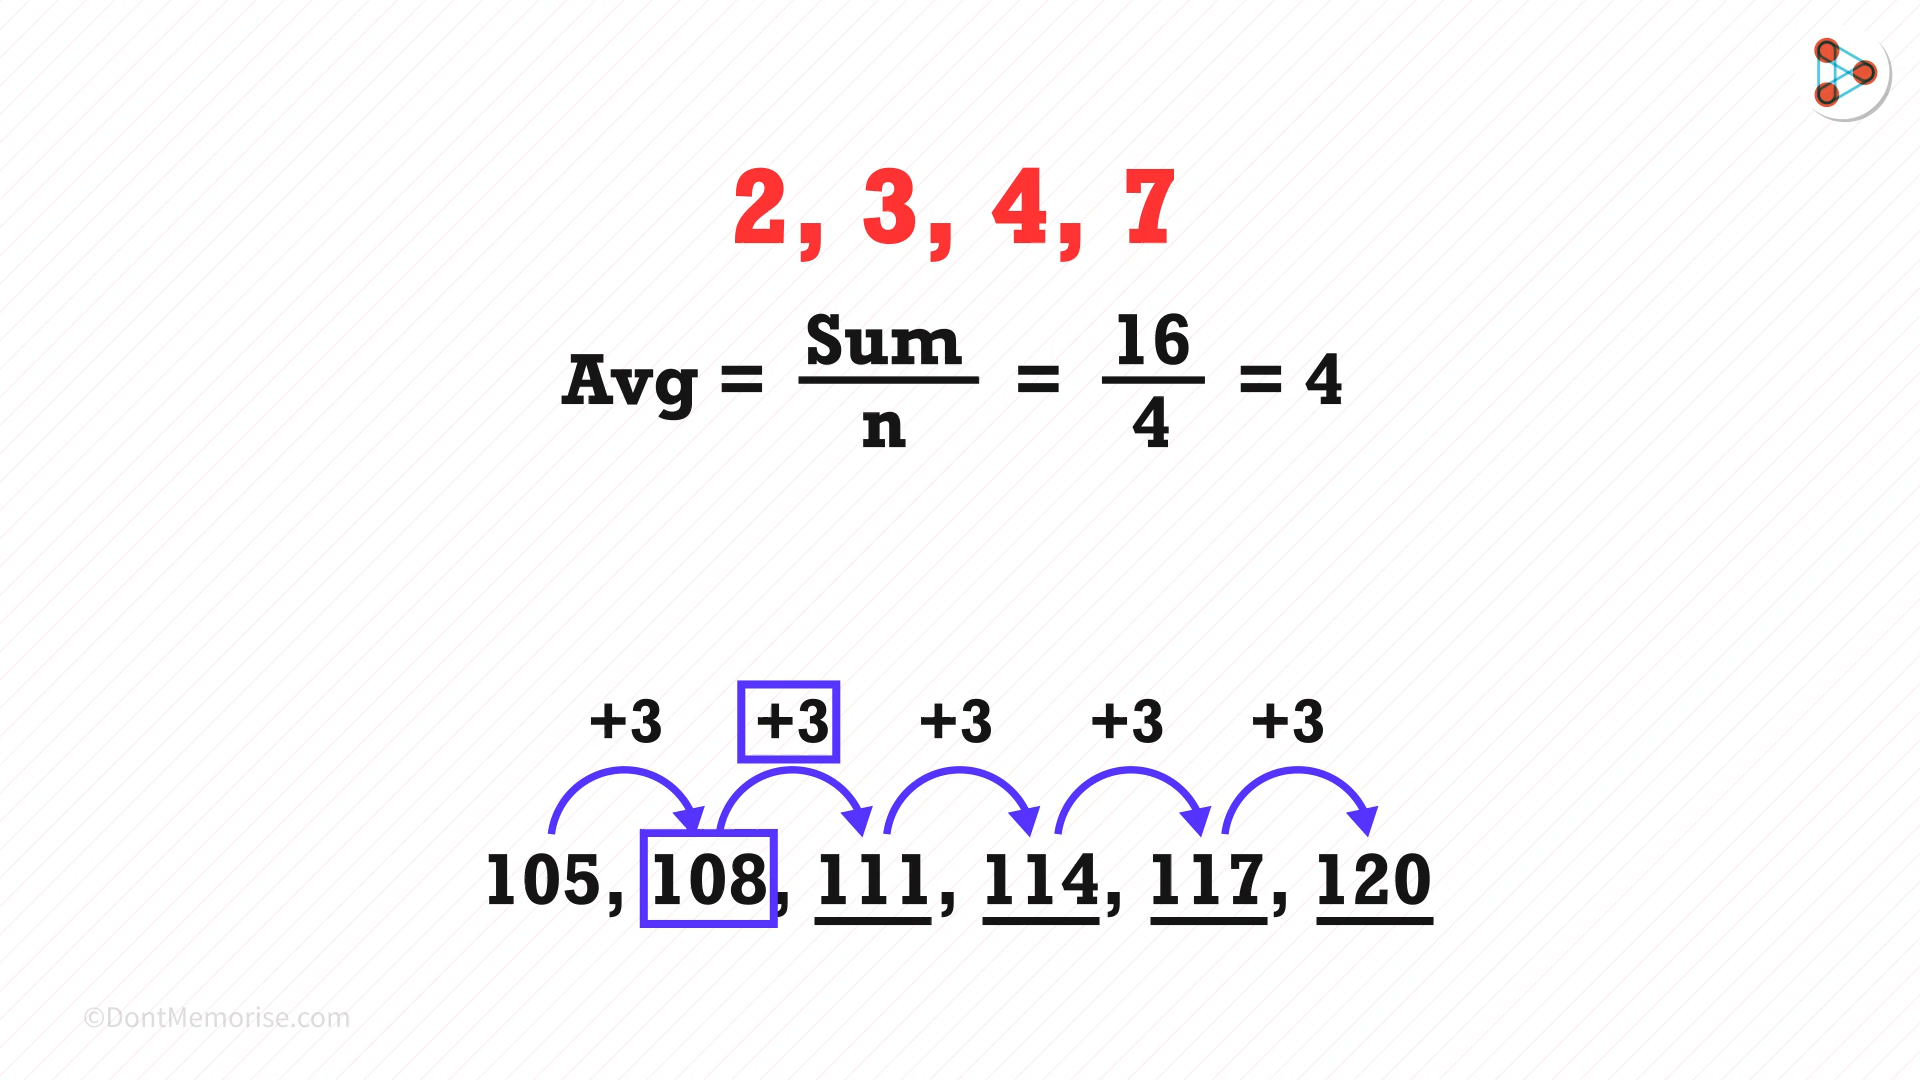 2, 3, 4, 7
Avg = Sum / n = 16 / 4 = 4
+3 +3 +3 +3 +3
105, 108, 111, 114, 117, 120
©DontMemorise.com